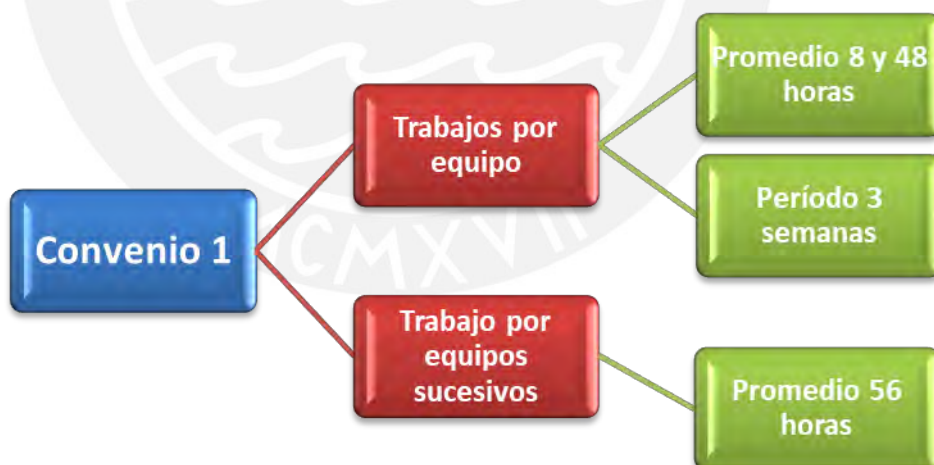 Convenio 1
Trabajos por
equipo
Promedio 8 y 48
horas
Período 3
semanas
Trabajo por
equipos
sucesivos
Promedio 56
horas
CMXVII